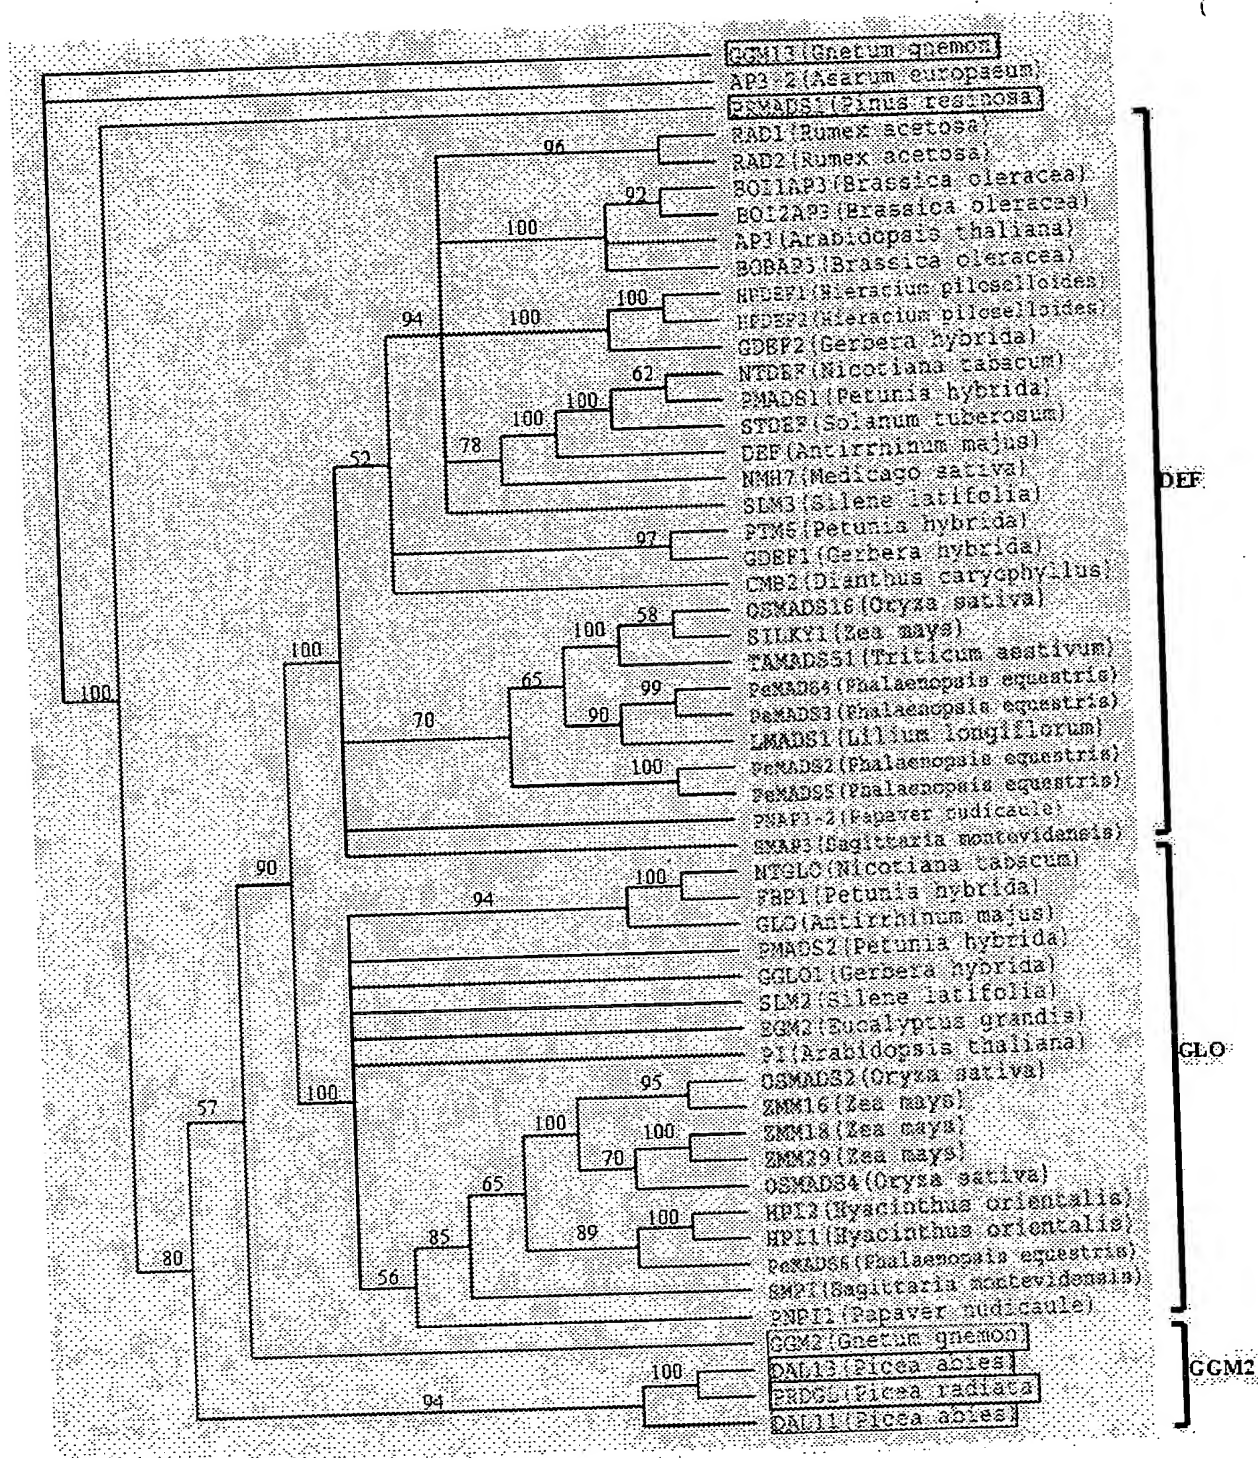 GGM13(Gnetum gnemon)
AP3-2(Asarum europaeum)
PRMADS1(Pinus resinosa)
RAD1(Rumex acetosa)
96
RAD2(Rumex acetosa)
BOI1AP3(Brassica oleracea)
92
BOI2AP3(Brassica oleracea)
100
AP3(Arabidopsis thaliana)
BOBAP3(Brassica oleracea)
HPDEF1(Hieracium piloselloides)
100
94
100
HPDEF2(Hieracium piloselloides)
GDEF2(Gerbera hybrida)
NTDEF(Nicotiana tabacum)
62
PMADS1(Petunia hybrida)
100
100
STDEF(Solanum tuberosum)
78
DEF(Antirrhinum majus)
52
NMH7(Medicago sativa)
DEF
SLM3(Silene latifolia)
PTM6(Petunia hybrida)
97
GDEF1(Gerbera hybrida)
CMB2(Dianthus caryophyllus)
OSMADS16(Oryza sativa)
58
100
SILKY1(Zea mays)
100
TAMADS51(Triticum aestivum)
65
99
PeMADS4(Phalaenopsis equestris)
100
70
90
PeMADS3(Phalaenopsis equestris)
LMADS1(Lilium longiflorum)
100
PeMADS2(Phalaenopsis equestris)
PeMADS5(Phalaenopsis equestris)
PNAP3-2(Papaver nudicaule)
SMAP3(Sagittaria montevidensis)
90
100
NTGLO(Nicotiana tabacum)
94
FBP1(Petunia hybrida)
GLO(Antirrhinum majus)
PMADS2(Petunia hybrida)
GGLO1(Gerbera hybrida)
SLM2(Silene latifolia)
EGM2(Eucalyptus grandis)
PI(Arabidopsis thaliana)
GLO
100
95
OSMADS2(Oryza sativa)
57
ZMM16(Zea mays)
100
100
ZMM18(Zea mays)
70
ZMM29(Zea mays)
65
OSMADS4(Oryza sativa)
100
HPI2(Hyacinthus orientalis)
85
89
HPI1(Hyacinthus orientalis)
80
PeMADS6(Phalaenopsis equestris)
56
SMPI(Sagittaria montevidensis)
PNPI1(Papaver nudicaule)
GGM2(Gnetum gnemon)
100
DAL13(Picea abies)
GGM2
94
PRDGL(Picea radiata)
DAL11(Picea abies)